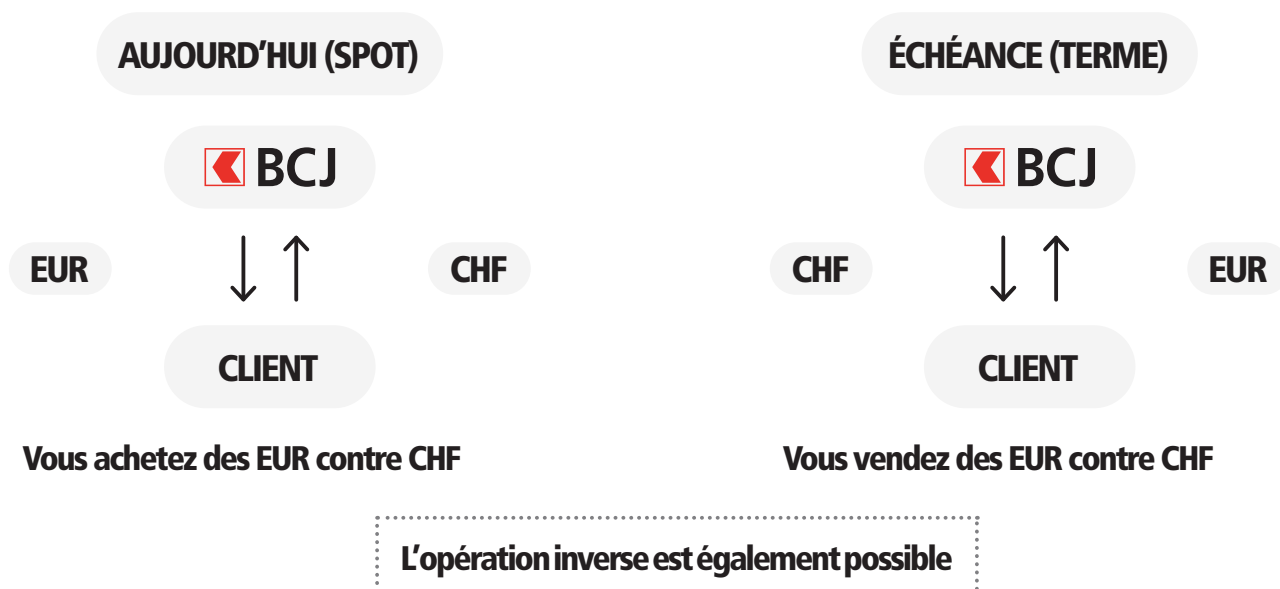 AUJOURD’HUI (SPOT)
BCJ
EUR
CHF
CLIENT
Vous achetez des EUR contre CHF
ÉCHÉANCE (TERME)
BCJ
CHF
EUR
CLIENT
Vous vendez des EUR contre CHF
L’opération inverse est également possible